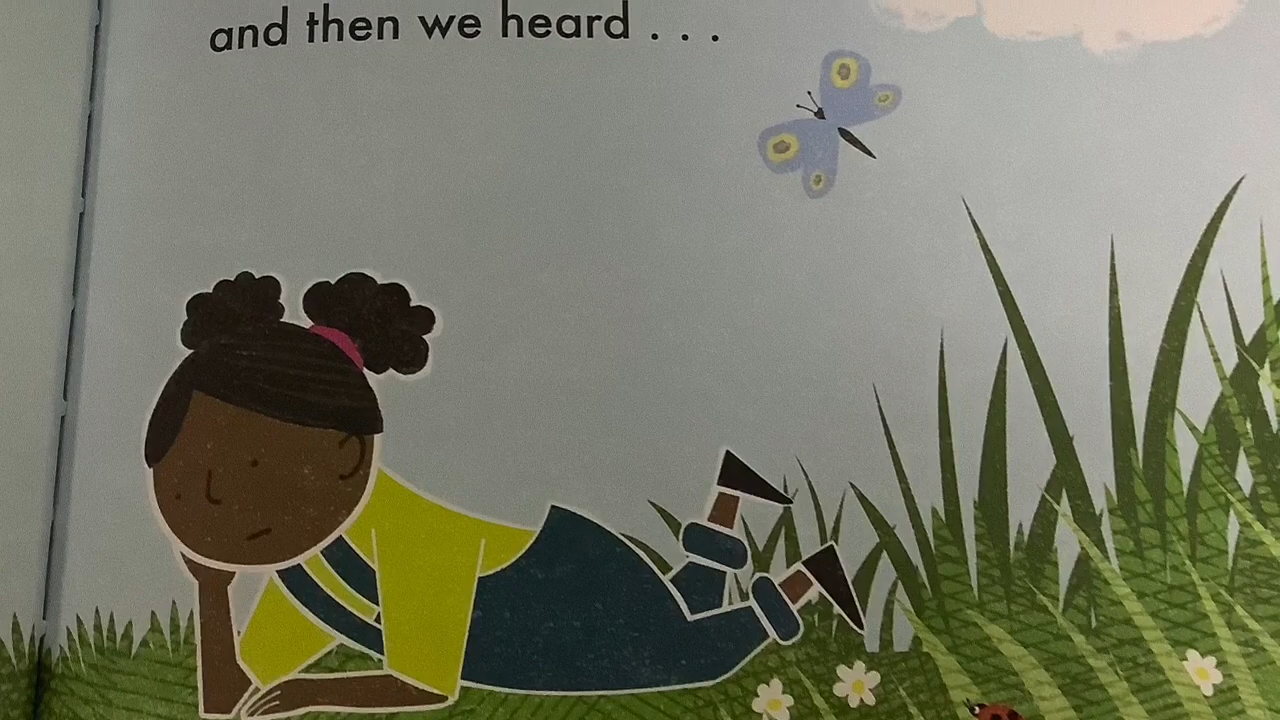 and then we heard . . .